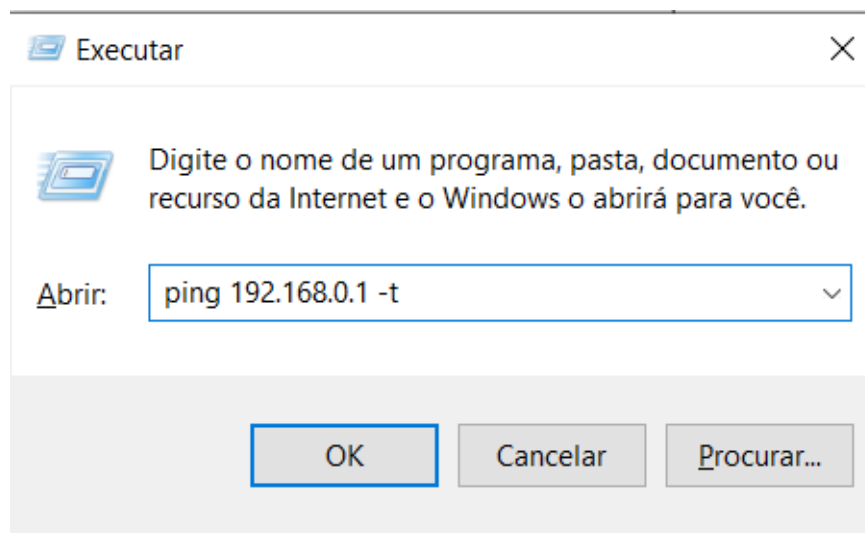 Executar
Digite o nome de um programa, pasta, documento ou
recurso da Internet e o Windows o abrirá para você.
Abrir: ping 192.168.0.1 -t
OK Cancelar Procurar...